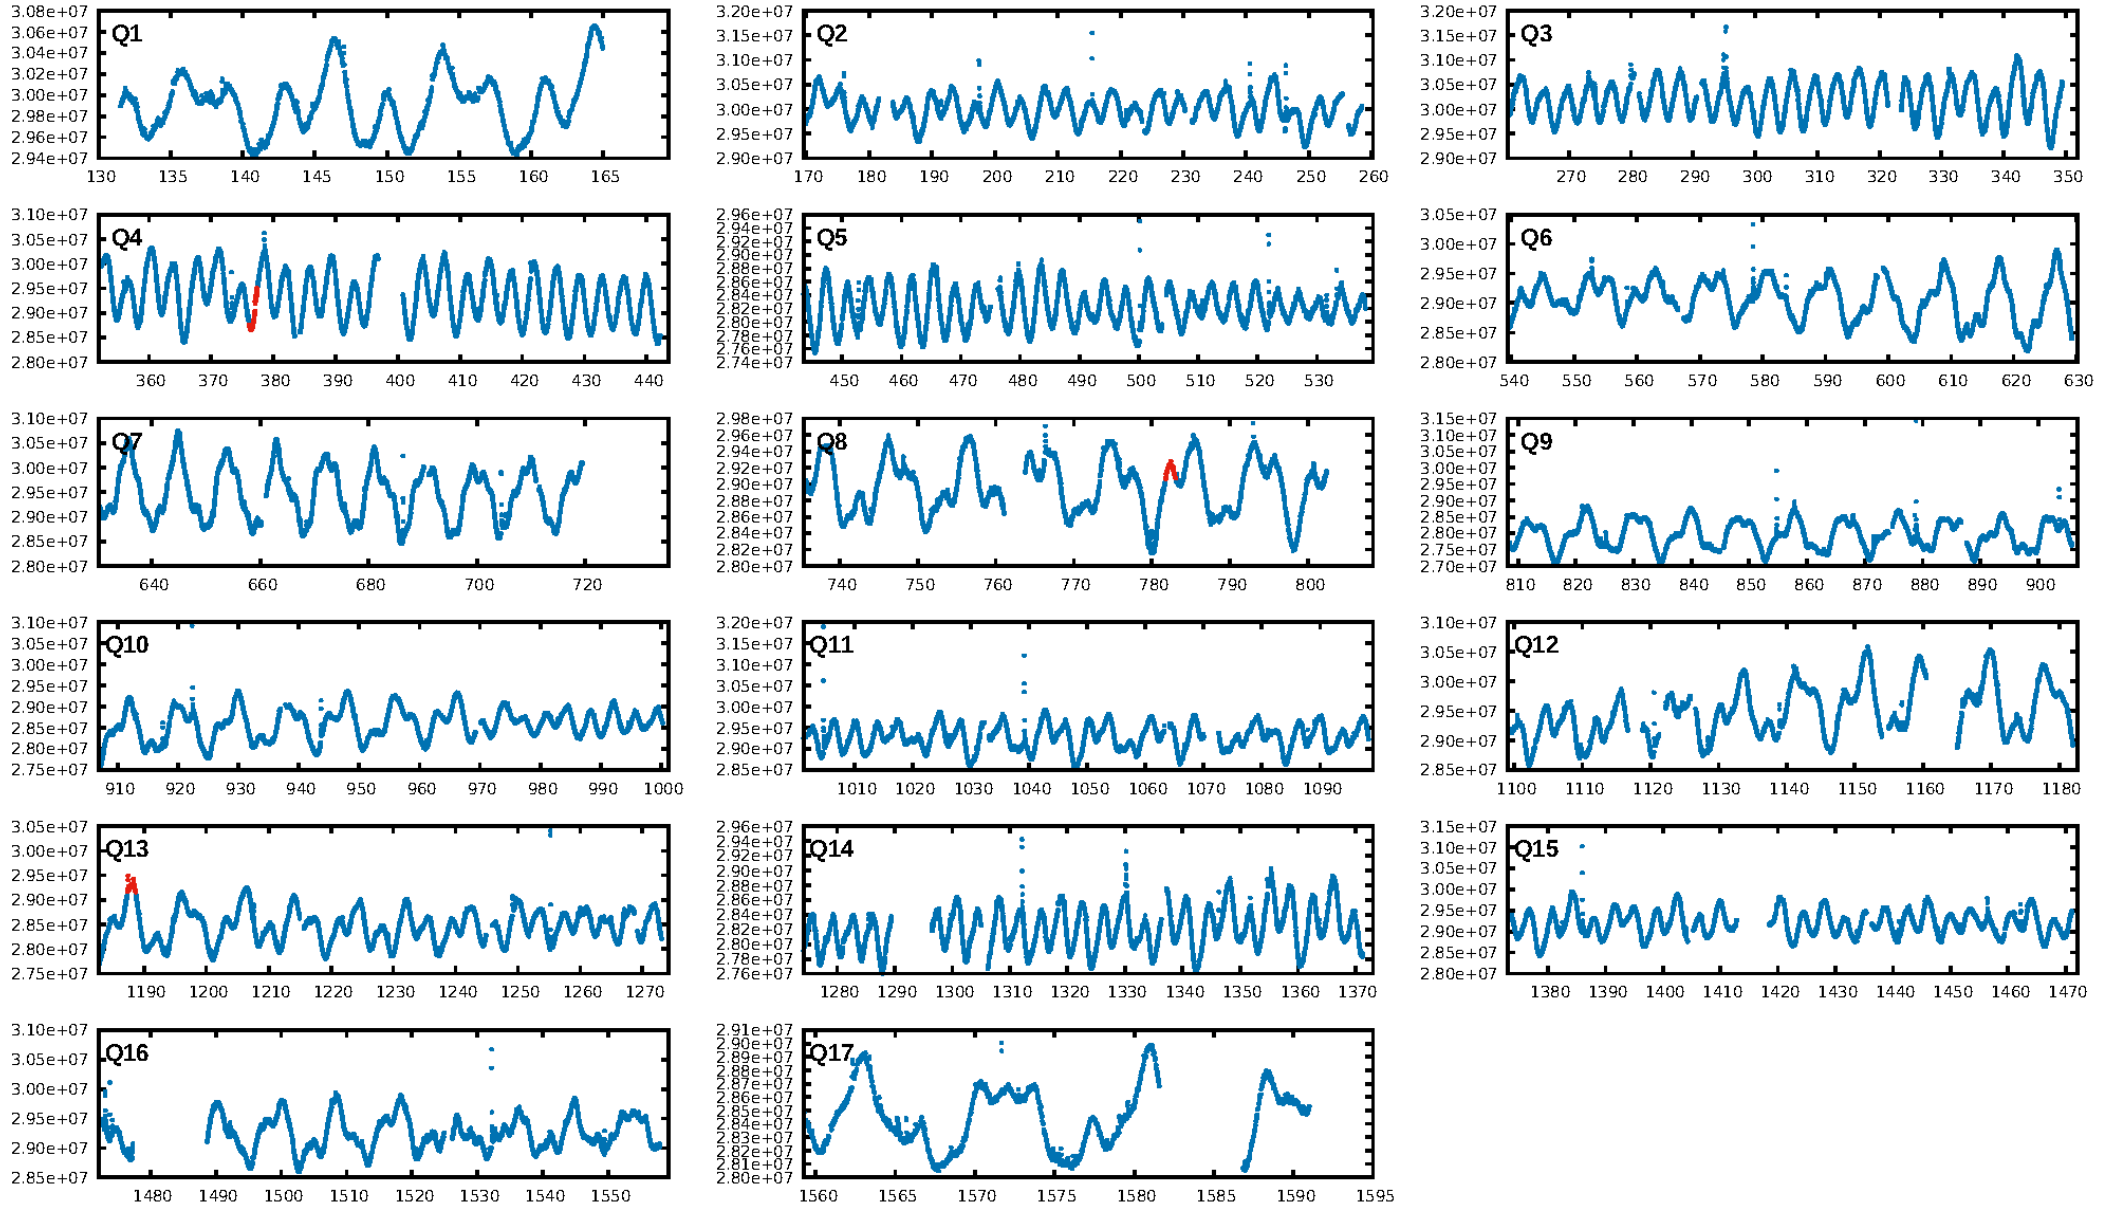 3.08e+07
3.06e+07
3.04e+07
3.02e+07
3.00e+07
2.98e+07
2.96e+07
2.94e+07
Q1
130 135 140 145 150 155 160 165
3.20e+07
3.15e+07
3.10e+07
3.05e+07
3.00e+07
2.95e+07
2.90e+07
Q2
170 180 190 200 210 220 230 240 250 260
3.20e+07
3.15e+07
3.10e+07
3.05e+07
3.00e+07
2.95e+07
2.90e+07
Q3
270 280 290 300 310 320 330 340 350
3.10e+07
3.05e+07
3.00e+07
2.95e+07
2.90e+07
2.85e+07
2.80e+07
Q4
360 370 380 390 400 410 420 430 440
2.96e+07
2.94e+07
2.92e+07
2.90e+07
2.88e+07
2.86e+07
2.84e+07
2.82e+07
2.80e+07
2.78e+07
2.76e+07
2.74e+07
Q5
450 460 470 480 490 500 510 520 530
3.05e+07
3.00e+07
2.95e+07
2.90e+07
2.85e+07
2.80e+07
Q6
540 550 560 570 580 590 600 610 620 630
3.10e+07
3.05e+07
3.00e+07
2.95e+07
2.90e+07
2.85e+07
2.80e+07
Q7
640 660 680 700 720
2.98e+07
2.96e+07
2.94e+07
2.92e+07
2.90e+07
2.88e+07
2.86e+07
2.84e+07
2.82e+07
2.80e+07
Q8
740 750 760 770 780 790 800
3.15e+07
3.10e+07
3.05e+07
3.00e+07
2.95e+07
2.90e+07
2.85e+07
2.80e+07
2.75e+07
2.70e+07
Q9
810 820 830 840 850 860 870 880 890 900
3.10e+07
3.05e+07
3.00e+07
2.95e+07
2.90e+07
2.85e+07
2.80e+07
2.75e+07
Q10
910 920 930 940 950 960 970 980 990 1000
3.20e+07
3.15e+07
3.10e+07
3.05e+07
3.00e+07
2.95e+07
2.90e+07
2.85e+07
Q11
1010 1020 1030 1040 1050 1060 1070 1080 1090
3.10e+07
3.05e+07
3.00e+07
2.95e+07
2.90e+07
2.85e+07
Q12
1100 1110 1120 1130 1140 1150 1160 1170 1180
3.05e+07
3.00e+07
2.95e+07
2.90e+07
2.85e+07
2.80e+07
2.75e+07
Q13
1190 1200 1210 1220 1230 1240 1250 1260 1270
2.96e+07
2.94e+07
2.92e+07
2.90e+07
2.88e+07
2.86e+07
2.84e+07
2.82e+07
2.80e+07
2.78e+07
2.76e+07
Q14
1280 1290 1300 1310 1320 1330 1340 1350 1360 1370
3.15e+07
3.10e+07
3.05e+07
3.00e+07
2.95e+07
2.90e+07
2.85e+07
2.80e+07
Q15
1380 1390 1400 1410 1420 1430 1440 1450 1460 1470
3.10e+07
3.05e+07
3.00e+07
2.95e+07
2.90e+07
2.85e+07
Q16
1480 1490 1500 1510 1520 1530 1540 1550
2.91e+07
2.90e+07
2.89e+07
2.88e+07
2.87e+07
2.86e+07
2.85e+07
2.84e+07
2.83e+07
2.82e+07
2.81e+07
2.80e+07
Q17
1560 1565 1570 1575 1580 1585 1590 1595